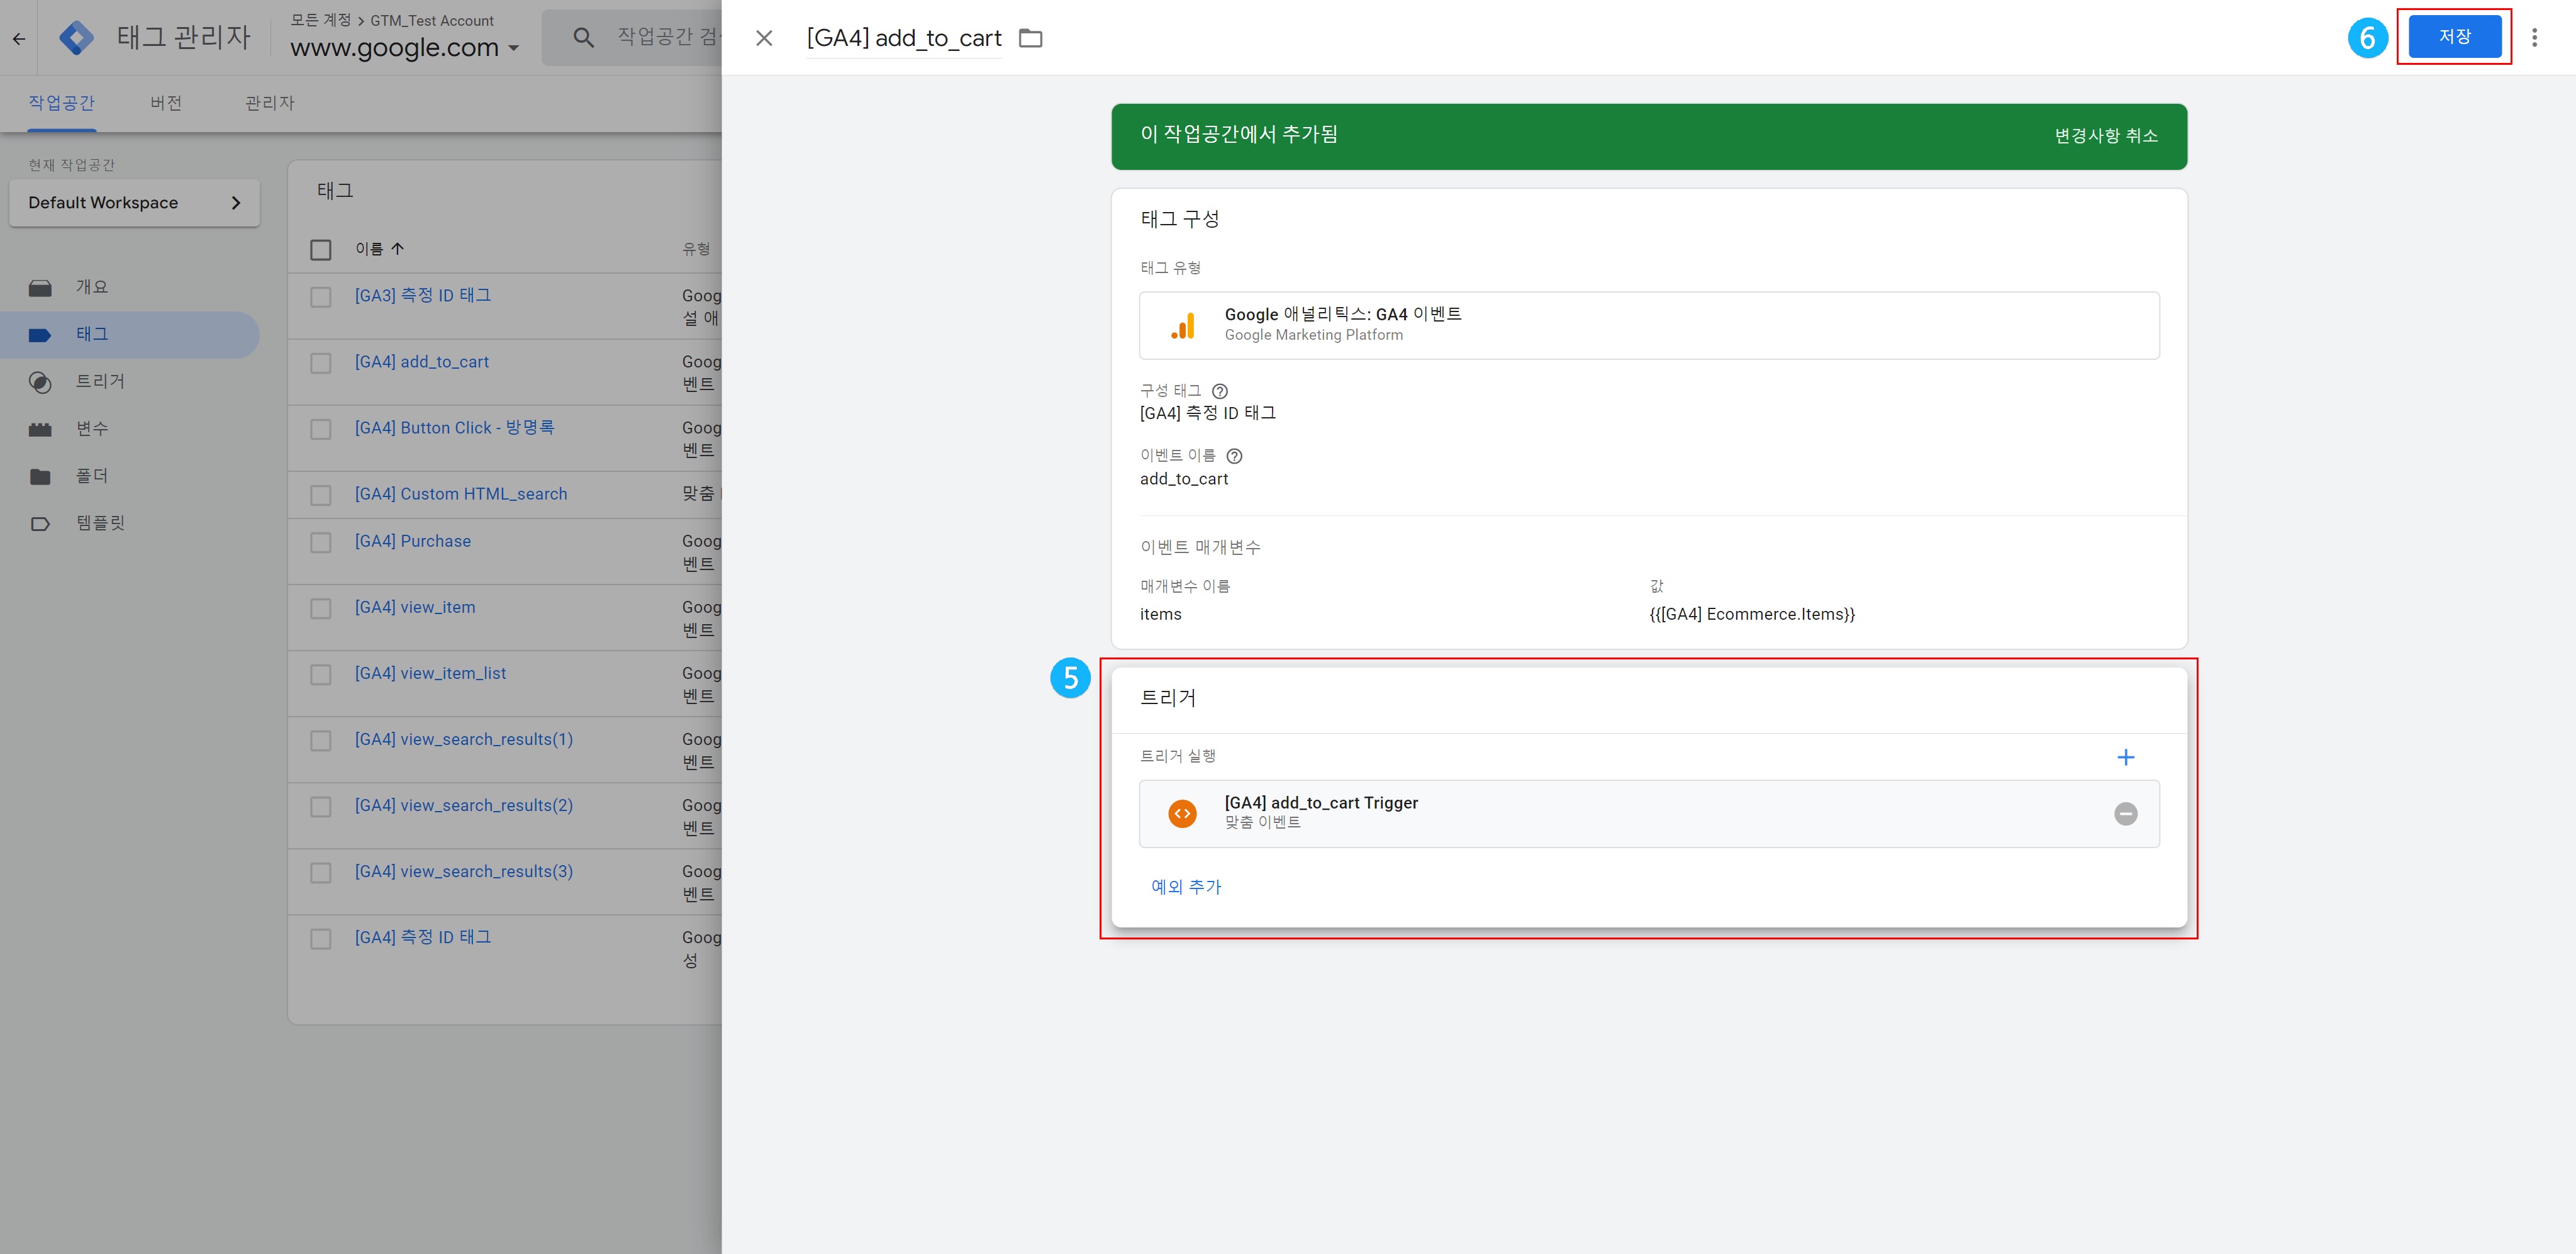 모든 계정 > GTM_Test Account
태그 관리자
www.google.com
작업공간 검
[GA4] add_to_cart
6
저장
작업공간
버전
관리자
현재 작업공간
Default Workspace
개요
태그
트리거
변수
폴더
템플릿
태그
이름
유형
[GA3] 측정 ID 태그
Goog
설 애
[GA4] add_to_cart
Goog
벤트
[GA4] Button Click - 방명록
Goog
벤트
[GA4] Custom HTML_search
맞춤
[GA4] Purchase
Goog
벤트
[GA4] view_item
Goog
벤트
[GA4] view_item_list
Goog
벤트
[GA4] view_search_results(1)
Goog
벤트
[GA4] view_search_results(2)
Goog
벤트
[GA4] view_search_results(3)
Goog
벤트
[GA4] 측정 ID 태그
Goog
성
이 작업공간에서 추가됨
변경사항 취소
태그 구성
태그 유형
Google 애널리틱스: GA4 이벤트
Google Marketing Platform
구성 태그
[GA4] 측정 ID 태그
이벤트 이름
add_to_cart
이벤트 매개변수
매개변수 이름
값
items
{{[GA4] Ecommerce.Items}}
5
트리거
트리거 실행
[GA4] add_to_cart Trigger
맞춤 이벤트
예외 추가